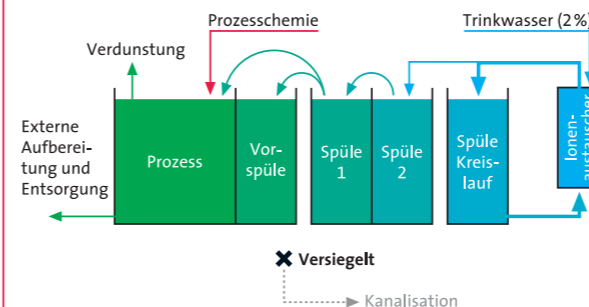 Prozesschemie
Trinkwasser (2 %)
Verdunstung
Externe
Aufberei-
tung und
Entsorgung
Prozess
Vor-
spüle
Spüle
1
Spüle
2
Spüle
Kreis-
lauf
Ionen-
austauscher
Versiegelt
Kanalisation